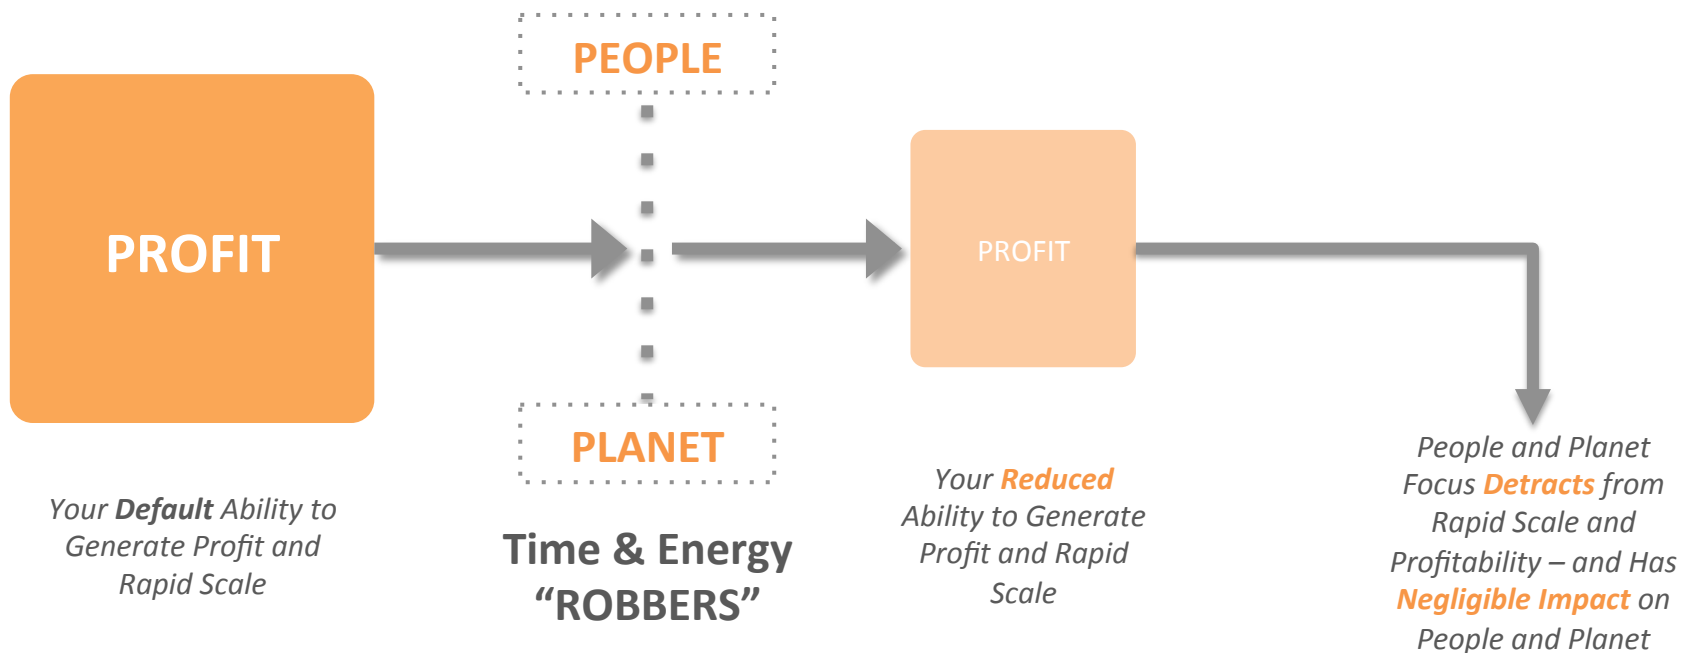 PEOPLE
PROFIT
PROFIT
PLANET
Your Default Ability to
Generate Profit and
Rapid Scale
Time & Energy
“ROBBERS”
Your Reduced
Ability to Generate
Profit and Rapid
Scale
People and Planet
Focus Detracts from
Rapid Scale and
Profitability – and Has
Negligible Impact on
People and Planet